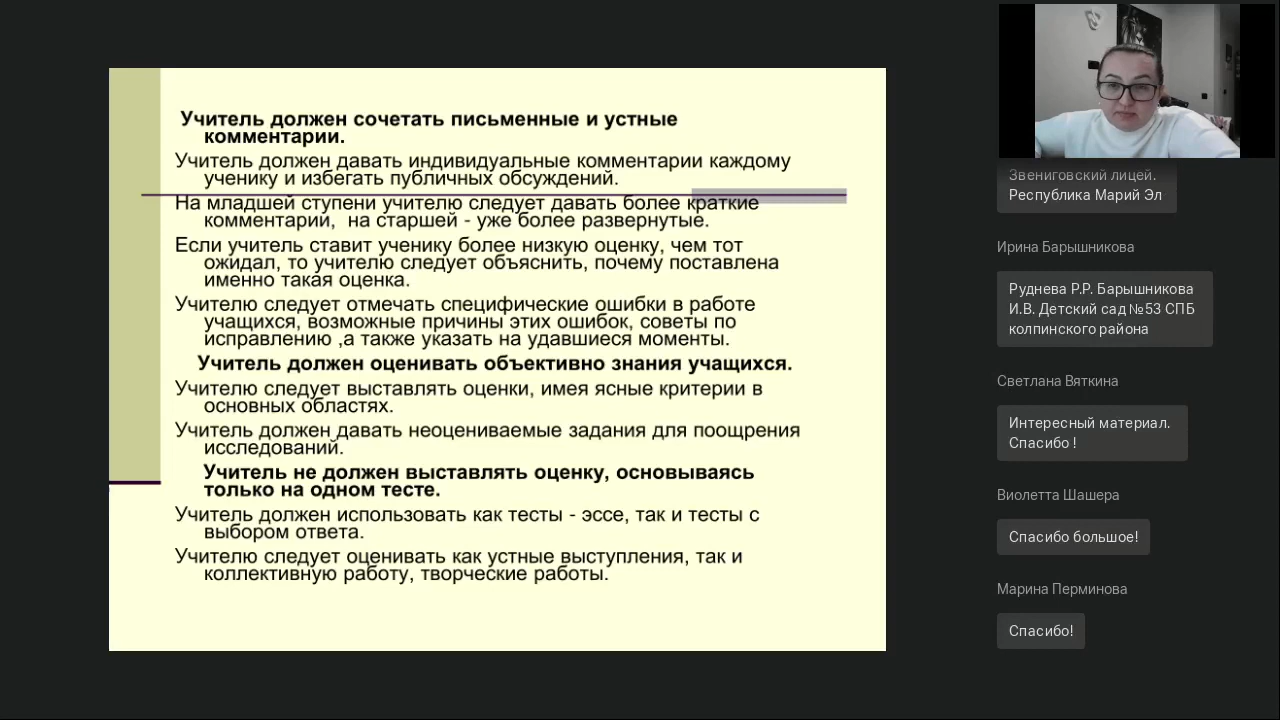 Учитель должен сочетать письменные и устные
комментарии.
Учитель должен давать индивидуальные комментарии каждому
ученику и избегать публичных обсуждений.
На младшей ступени учителю следует давать более краткие
комментарии,  на старшей - уже более развернутые.
Если учитель ставит ученику более низкую оценку, чем тот
ожидал, то учителю следует объяснить, почему поставлена
именно такая оценка.
Учителю следует отмечать специфические ошибки в работе
учащихся, возможные причины этих ошибок, советы по
исправлению ,а также указать на удавшиеся моменты.
Учитель должен оценивать объективно знания учащихся.
Учителю следует выставлять оценки, имея ясные критерии в
основных областях.
Учитель должен давать неоцениваемые задания для поощрения
исследований.
Учитель не должен выставлять оценку, основываясь
только на одном тесте.
Учитель должен использовать как тесты - эссе, так и тесты с
выбором ответа.
Учителю следует оценивать как устные выступления, так и
коллективную работу, творческие работы.
Звениговский лицей.
Республика Марий Эл
Ирина Барышникова
Руднева Р.Р. Барышникова
И.В. Детский сад №53 СПБ
колпинского района
Светлана Вяткина
Интересный материал.
Спасибо !
Виолетта Шашера
Спасибо большое!
Марина Перминова
Спасибо!